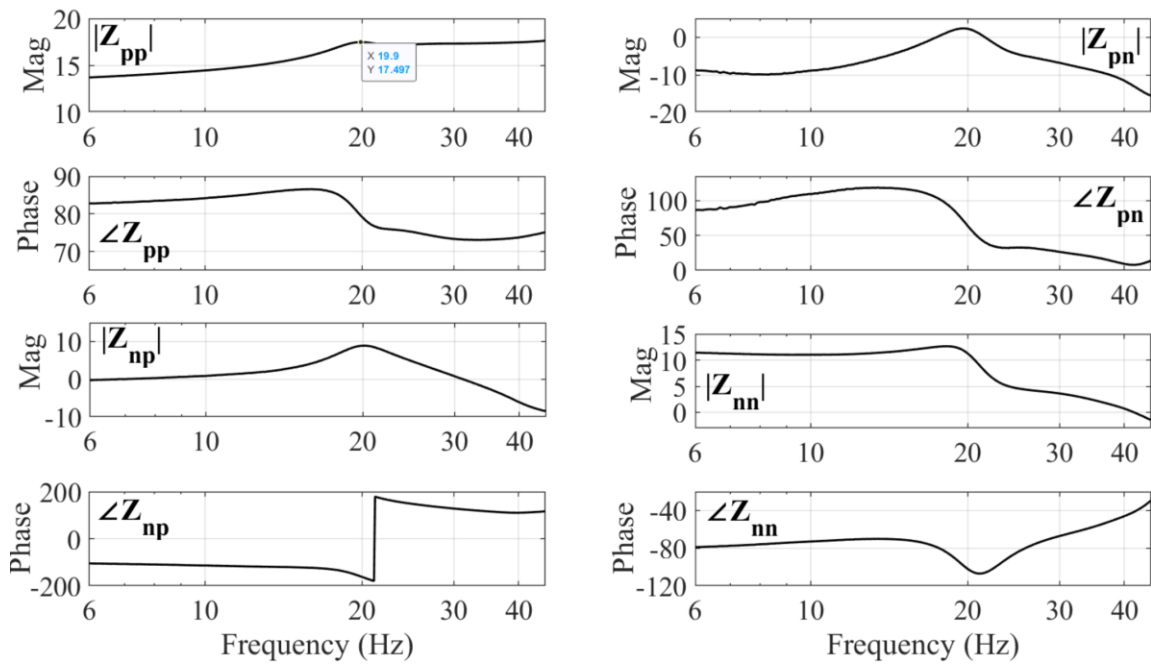 20
15
10
Mag
|Zpp|
X 19.9
Y 17.497
6 10 20 30 40
0
-10
-20
Mag
|Zpn|
6 10 20 30 40
90
80
70
Phase
∠Zpp
6 10 20 30 40
100
50
0
Phase
∠Zpn
6 10 20 30 40
10
0
-10
Mag
|Znp|
6 10 20 30 40
15
10
5
0
Mag
|Znn|
6 10 20 30 40
200
0
-200
Phase
∠Znp
6 10 20 30 40
Frequency (Hz)
-40
-80
-120
Phase
∠Znn
6 10 20 30 40
Frequency (Hz)